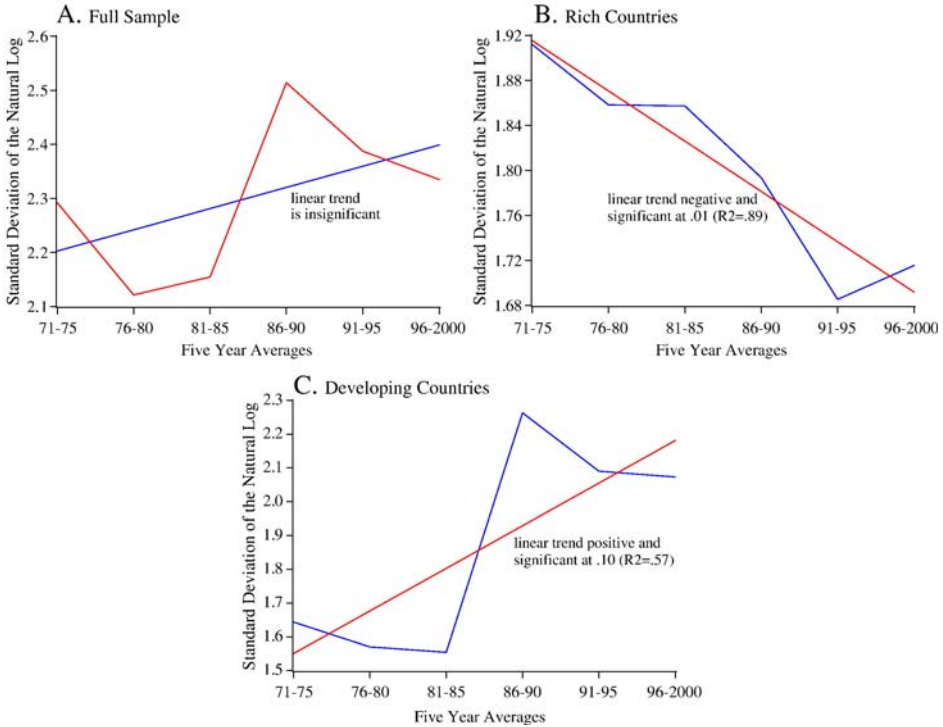 A. Full Sample
Standard Deviation of the Natural Log
2.6
2.5
2.4
2.3
2.2
2.1
linear trend
is insignificant
71-75 76-80 81-85 86-90 91-95 96-2000
Five Year Averages
B. Rich Countries
Standard Deviation of the Natural Log
1.92
1.88
1.84
1.80
1.76
1.72
1.68
linear trend negative and
significant at .01 (R2=.89)
71-75 76-80 81-85 86-90 91-95 96-2000
Five Year Averages
C. Developing Countries
Standard Deviation of the Natural Log
2.3
2.2
2.1
2.0
1.9
1.8
1.7
1.6
1.5
linear trend positive and
significant at .10 (R2=.57)
71-75 76-80 81-85 86-90 91-95 96-2000
Five Year Averages